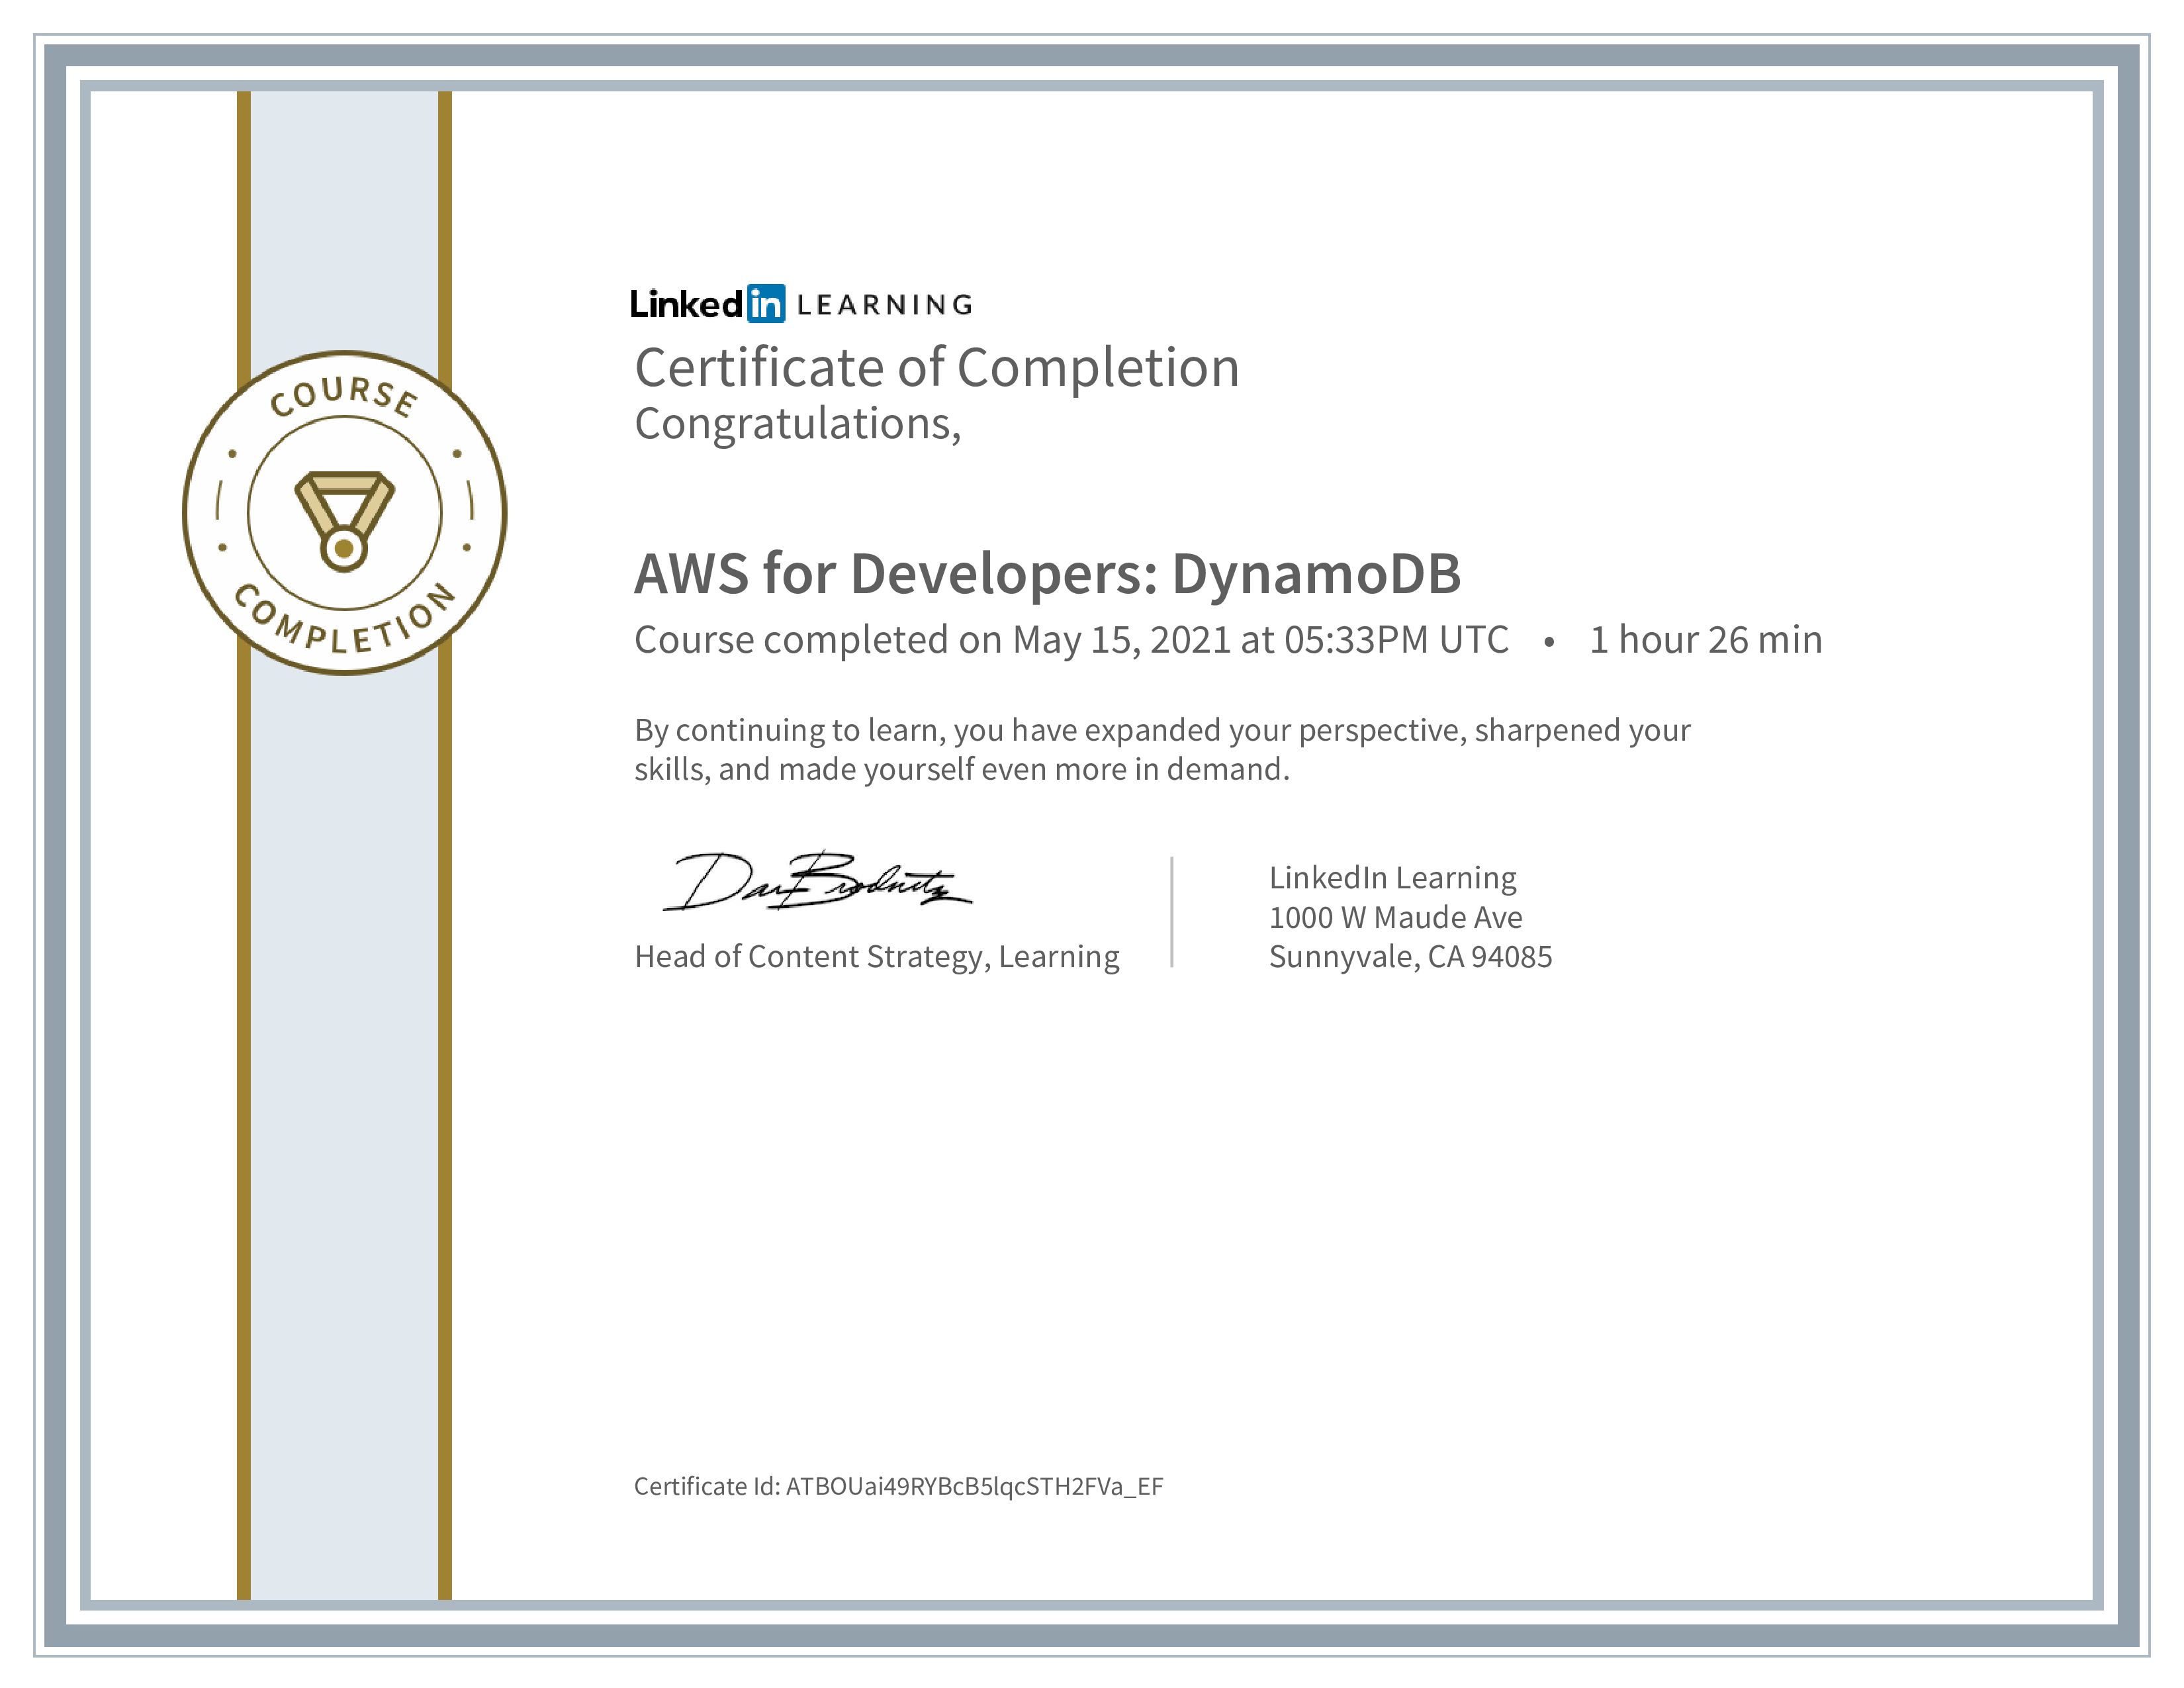 COURSE
COMPLETION
Linked in LEARNING
Certificate of Completion
Congratulations,
AWS for Developers: DynamoDB
Course completed on May 15, 2021 at 05:33PM UTC • 1 hour 26 min
By continuing to learn, you have expanded your perspective, sharpened your
skills, and made yourself even more in demand.
Dan Brodnitz
Head of Content Strategy, Learning
LinkedIn Learning
1000 W Maude Ave
Sunnyvale, CA 94085
Certificate Id: ATBOUai49RYBcB5lqcSTH2FVa_EF